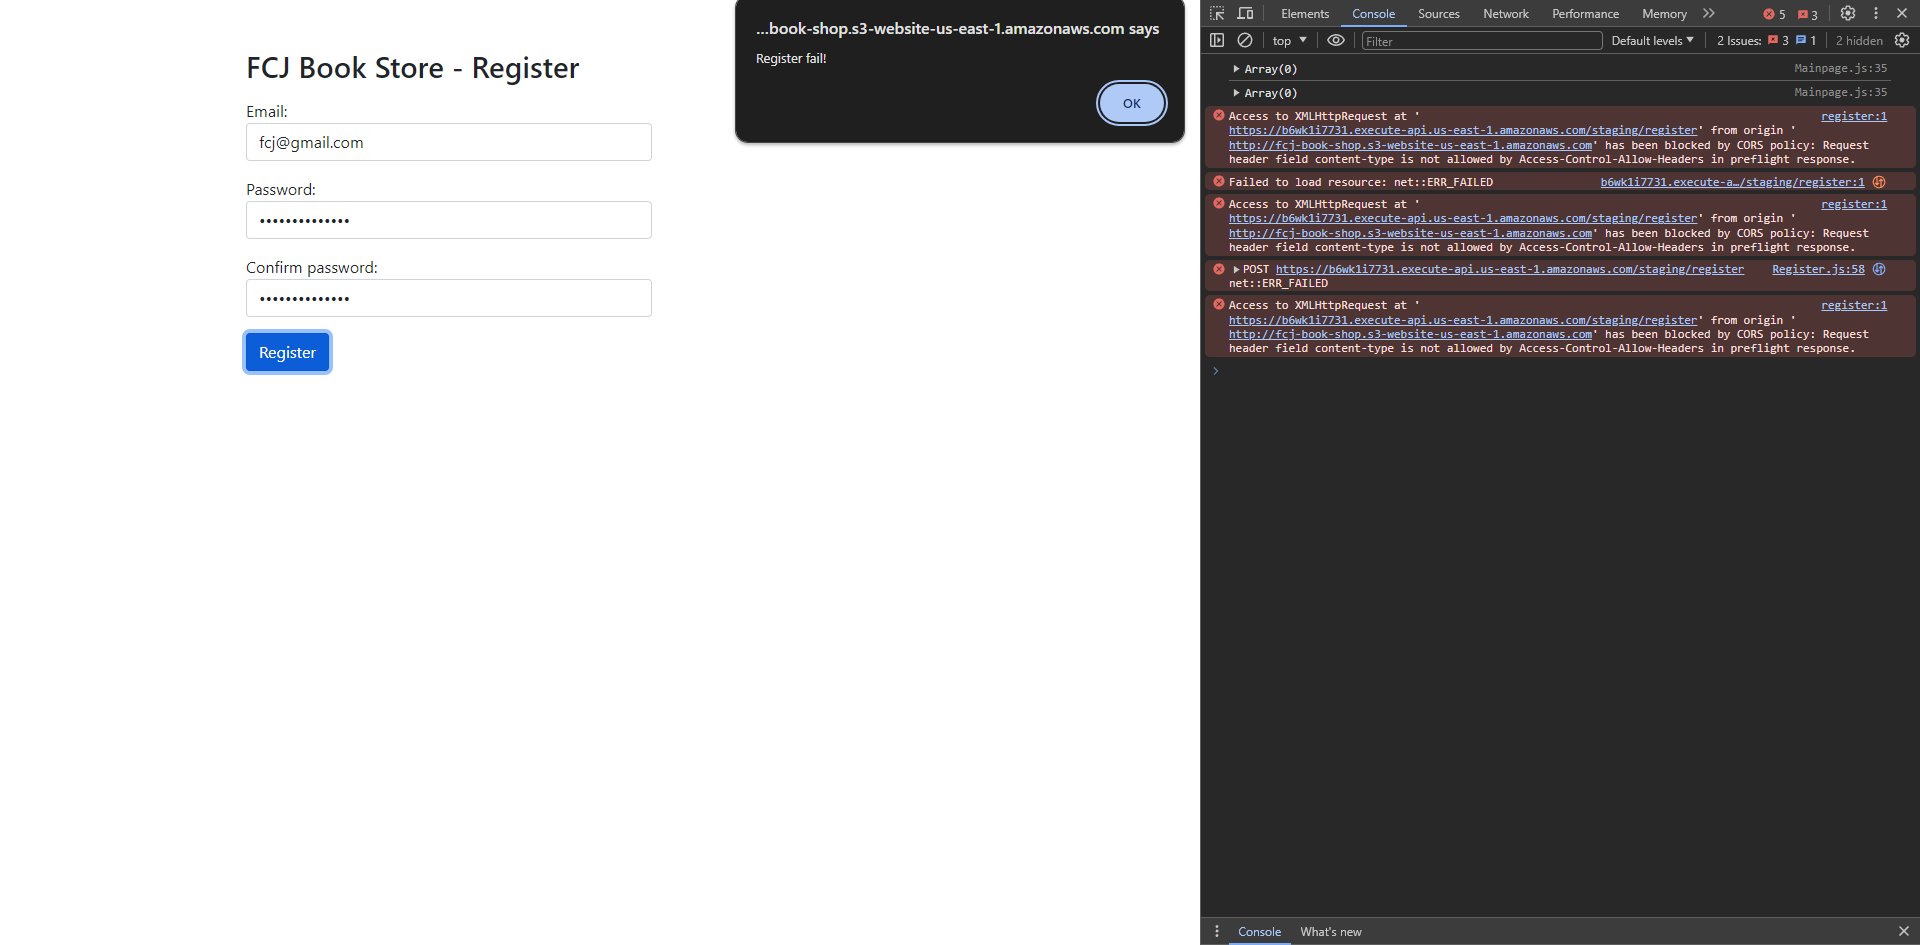 FCJ Book Store - Register
Email:
fcj@gmail.com
Password:
••••••••••••••
Confirm password:
••••••••••••••
Register
...book-shop.s3-website-us-east-1.amazonaws.com says
Register fail!
OK
Elements Console Sources Network Performance Memory 5 3
top Filter Default levels 2 Issues: 3 1 2 hidden
Array(0) Mainpage.js:35
Array(0) Mainpage.js:35
Access to XMLHttpRequest at ' register:1
https://b6wk1i7731.execute-api.us-east-1.amazonaws.com/staging/register' from origin '
http://fcj-book-shop.s3-website-us-east-1.amazonaws.com' has been blocked by CORS policy: Request
header field content-type is not allowed by Access-Control-Allow-Headers in preflight response.
Failed to load resource: net::ERR_FAILED b6wk1i7731.execute-a…/staging/register:1
Access to XMLHttpRequest at ' register:1
https://b6wk1i7731.execute-api.us-east-1.amazonaws.com/staging/register' from origin '
http://fcj-book-shop.s3-website-us-east-1.amazonaws.com' has been blocked by CORS policy: Request
header field content-type is not allowed by Access-Control-Allow-Headers in preflight response.
POST https://b6wk1i7731.execute-api.us-east-1.amazonaws.com/staging/register Register.js:58
net::ERR_FAILED
Access to XMLHttpRequest at ' register:1
https://b6wk1i7731.execute-api.us-east-1.amazonaws.com/staging/register' from origin '
http://fcj-book-shop.s3-website-us-east-1.amazonaws.com' has been blocked by CORS policy: Request
header field content-type is not allowed by Access-Control-Allow-Headers in preflight response.
Console What's new